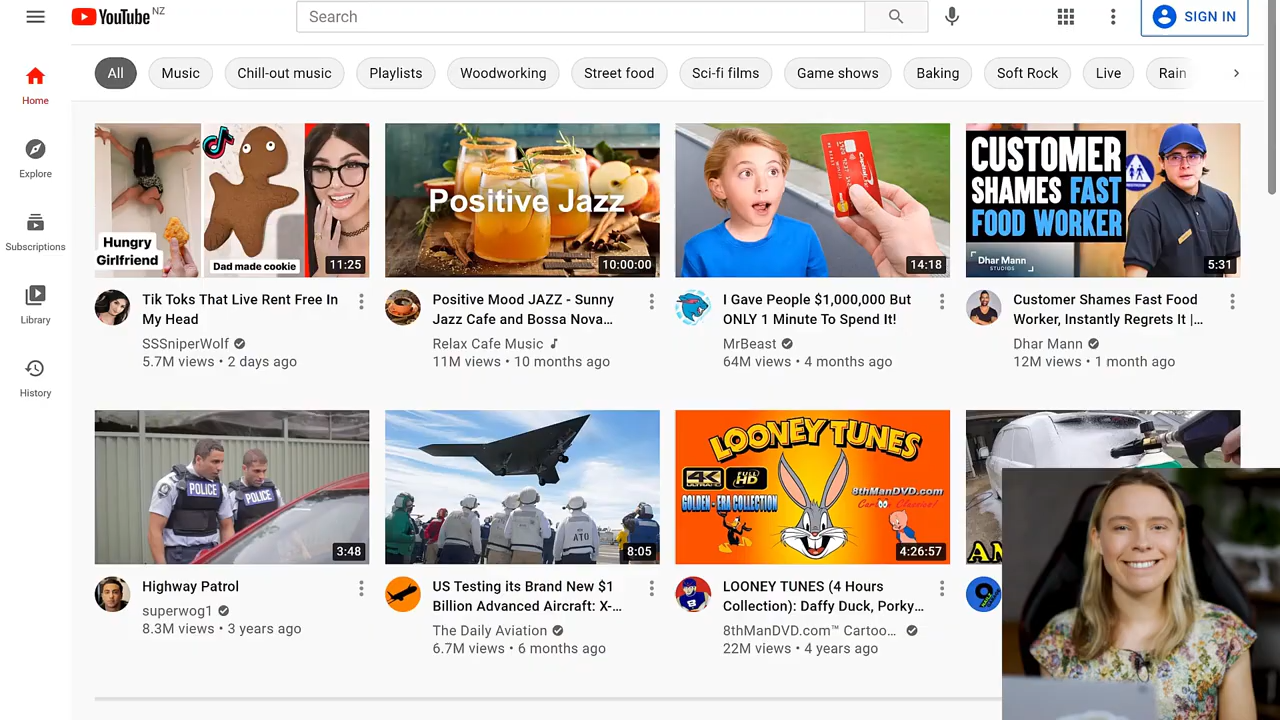 YouTube NZ
Search
SIGN IN
All
Music
Chill-out music
Playlists
Woodworking
Street food
Sci-fi films
Game shows
Baking
Soft Rock
Live
Rain
Home
Explore
Subscriptions
Library
History
Hungry
Girlfriend
Dad made cookie
11:25
Tik Toks That Live Rent Free In
My Head
SSSniperWolf
5.7M views • 2 days ago
Positive Jazz
10:00:00
Positive Mood JAZZ - Sunny
Jazz Cafe and Bossa Nova...
Relax Cafe Music
11M views • 10 months ago
14:18
I Gave People $1,000,000 But
ONLY 1 Minute To Spend It!
MrBeast
64M views • 4 months ago
CUSTOMER
SHAMES FAST
FOOD WORKER
Dhar Mann
STUDIOS
5:31
Customer Shames Fast Food
Worker, Instantly Regrets It |...
Dhar Mann
12M views • 1 month ago
POLICE
POLICE
3:48
Highway Patrol
superwog1
8.3M views • 3 years ago
ATO
8:05
US Testing its Brand New $1
Billion Advanced Aircraft: X-...
The Daily Aviation
6.7M views • 6 months ago
LOONEY TUNES
4K
ULTRA HD
FULL
HD
GOLDEN - ERA COLLECTION
8thManDVD.com
4:26:57
LOONEY TUNES (4 Hours
Collection): Daffy Duck, Porky...
8thManDVD.com™ Cartoo...
22M views • 4 years ago